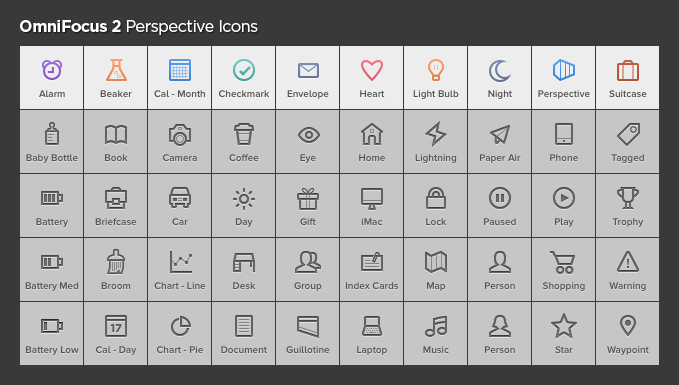 OmniFocus 2 Perspective Icons
Alarm Beaker Cal - Month Checkmark Envelope Heart Light Bulb Night Perspective Suitcase
Baby Bottle Book Camera Coffee Eye Home Lightning Paper Air Phone Tagged
Battery Briefcase Car Day Gift iMac Lock Paused Play Trophy
Battery Med Broom Chart - Line Desk Group Index Cards Map Person Shopping Warning
17
Battery Low Cal - Day Chart - Pie Document Guillotine Laptop Music Person Star Waypoint